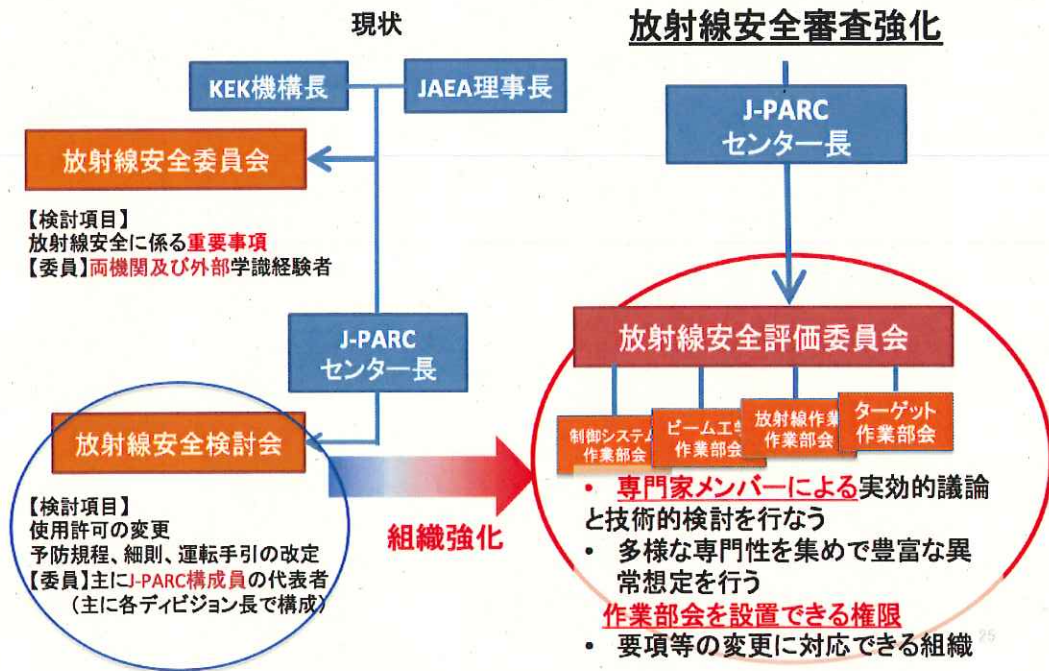 現状
KEK機構長
JAEA理事長
放射線安全委員会
【検討項目】
放射線安全に係る重要事項
【委員】両機関及び外部学識経験者
J-PARC
センター長
放射線安全検討会
【検討項目】
使用許可の変更
予防規程、細則、運転手引の改定
【委員】主にJ-PARC構成員の代表者
（主に各ディビジョン長で構成）
組織強化
放射線安全審査強化
J-PARC
センター長
放射線安全評価委員会
制御システム
作業部会
ビーム工学
作業部会
放射線作業
作業部会
ターゲット
作業部会
• 専門家メンバーによる実効的議論
と技術的検討を行なう
• 多様な専門性を集めで豊富な異
常想定を行う
作業部会を設置できる権限
• 要項等の変更に対応できる組織
25